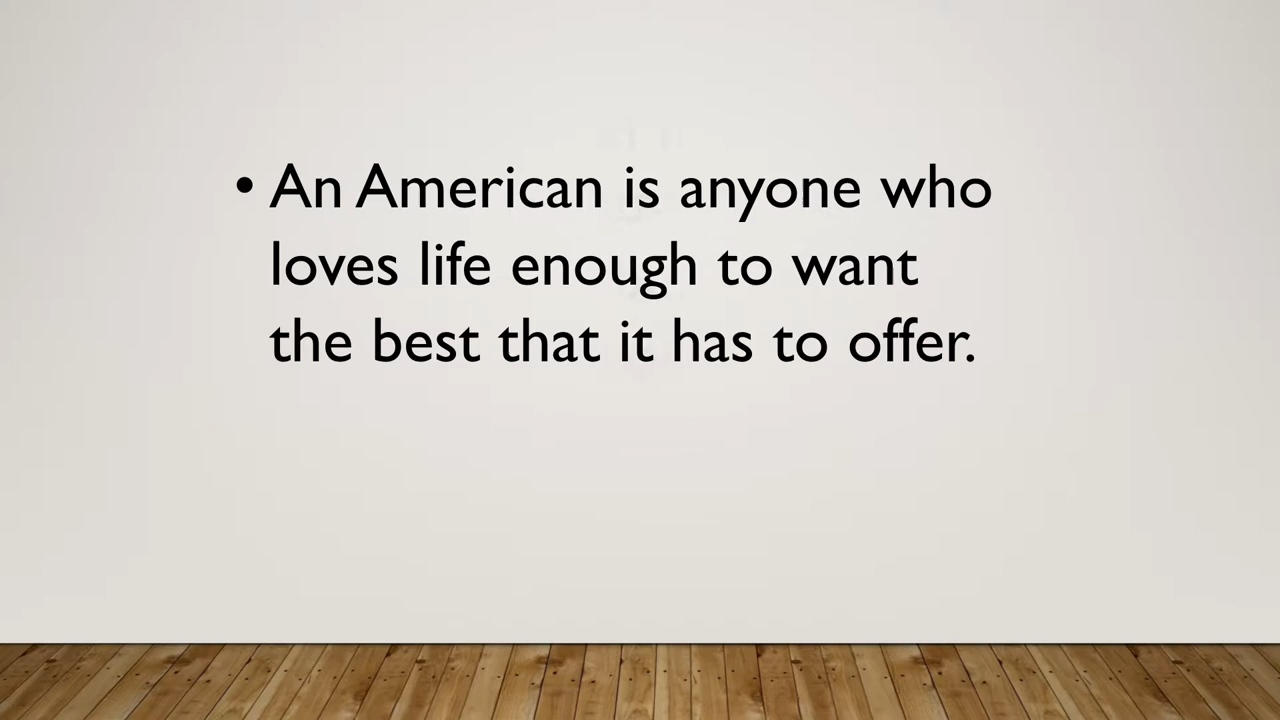 • An American is anyone who
loves life enough to want
the best that it has to offer.